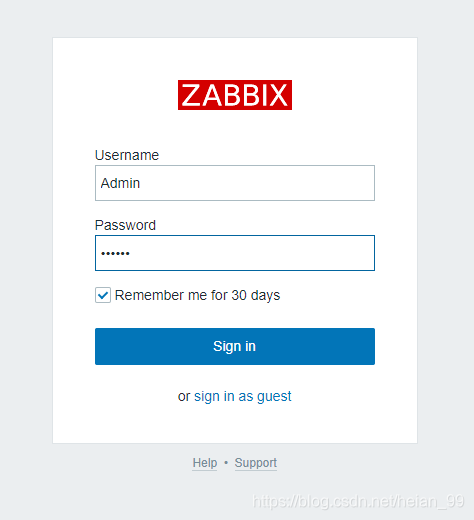 ZABBIX
Username
Admin
Password
••••••
Remember me for 30 days
Sign in
or sign in as guest
Help • Support
https://blog.csdn.net/neian_99